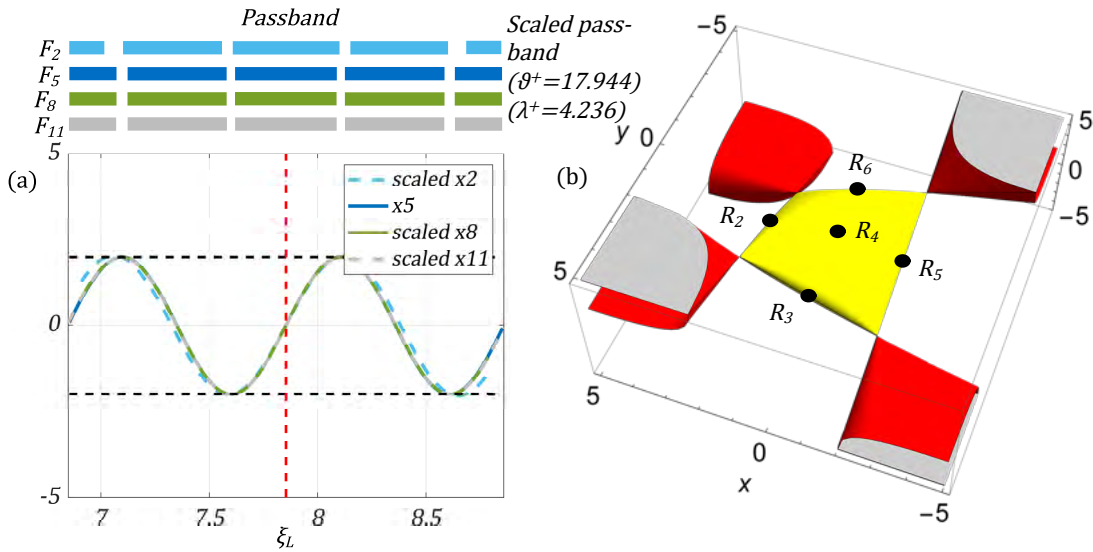 Passband
F2
F5
F8
F11
Scaled pass-
band
(ϑ+=17.944)
(λ+=4.236)
(a)
5
0
-5
7
7.5
8
8.5
ξL
scaled x2
x5
scaled x8
scaled x11
(b)
-5
y
0
5
5
0
x
-5
5
0
-5
R2
R3
R4
R5
R6